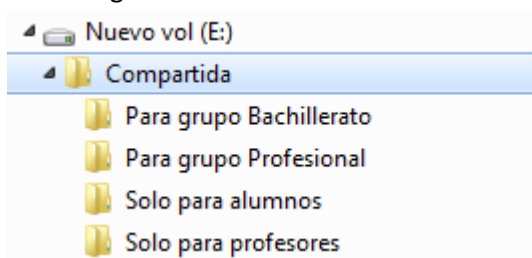 Nuevo vol (E:)
Compartida
Para grupo Bachillerato
Para grupo Profesional
Solo para alumnos
Solo para profesores